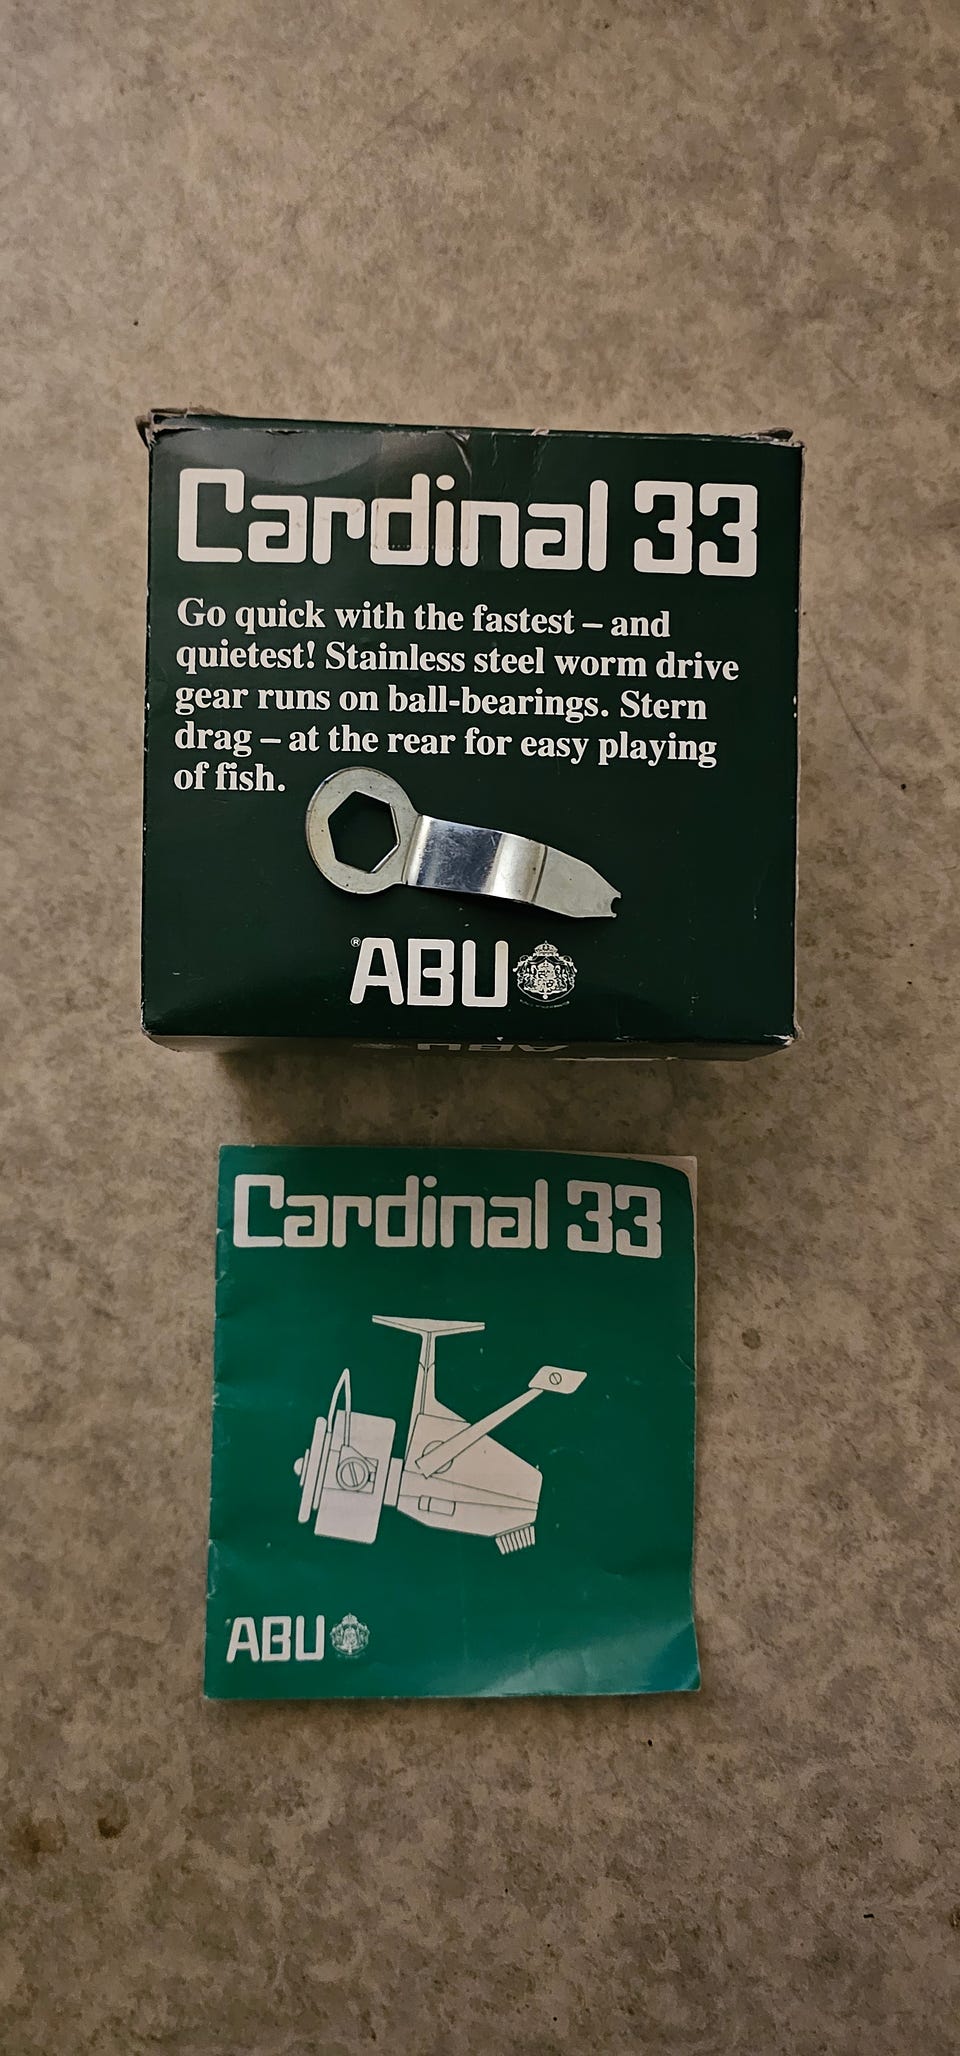 Cardinal 33
Go quick with the fastest – and
quietest! Stainless steel worm drive
gear runs on ball-bearings. Stern
drag – at the rear for easy playing
of fish.
®ABU
ABU
Cardinal 33
ABU